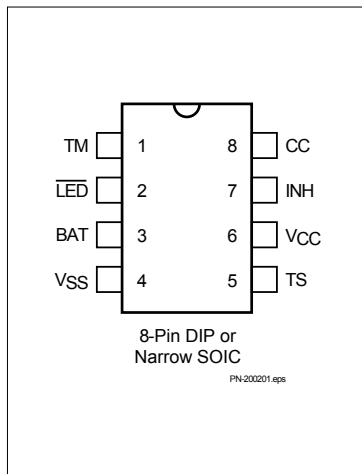 TM 1 8 CC
LED 2 7 INH
BAT 3 6 VCC
VSS 4 5 TS
8-Pin DIP or
Narrow SOIC
PN-200201.eps